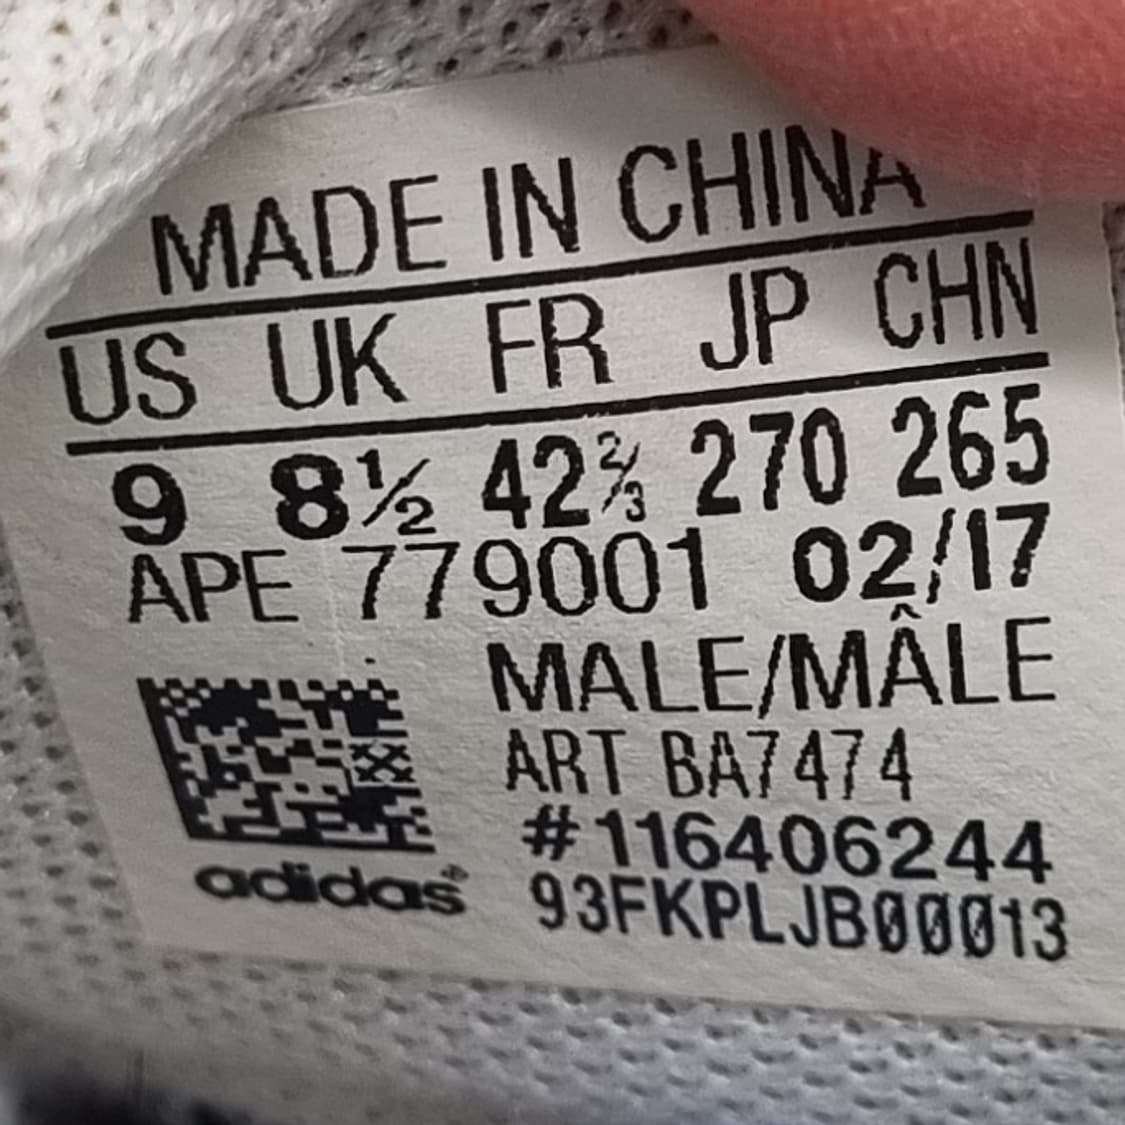 MADE IN CHINA
US UK FR JP CHN
9 8½ 42⅔ 270 265
APE 779001 02/17
MALE/MÂLE
ART BA7474
#116406244
adidas®
93FKPLJB00013